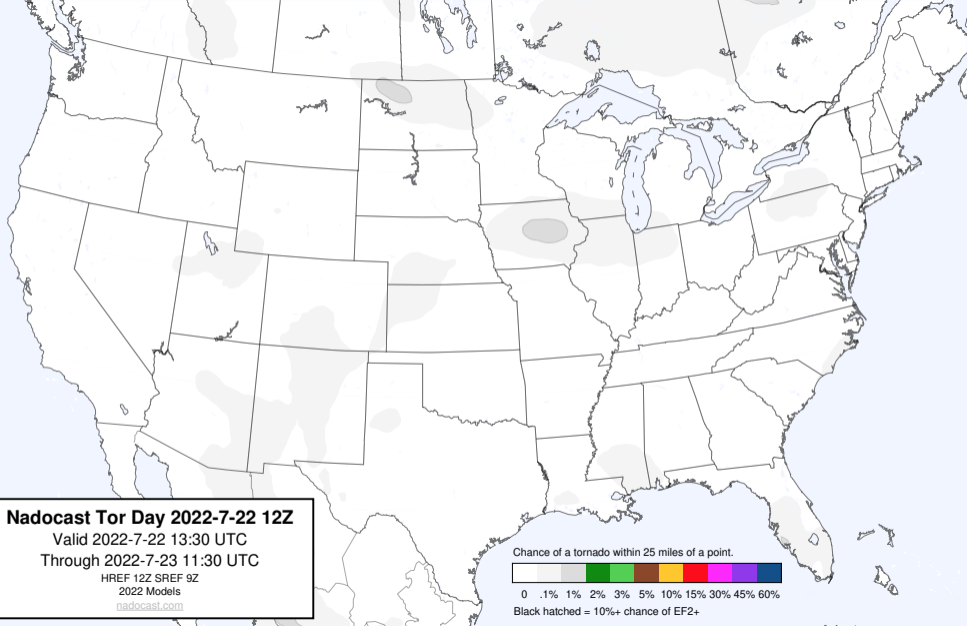 Nadocast Tor Day 2022-7-22 12Z
Valid 2022-7-22 13:30 UTC
Through 2022-7-23 11:30 UTC
HREF 12Z SREF 9Z
2022 Models
nadocast.com
Chance of a tornado within 25 miles of a point.
0 .1% 1% 2% 3% 5% 10% 15% 30% 45% 60%
Black hatched = 10%+ chance of EF2+